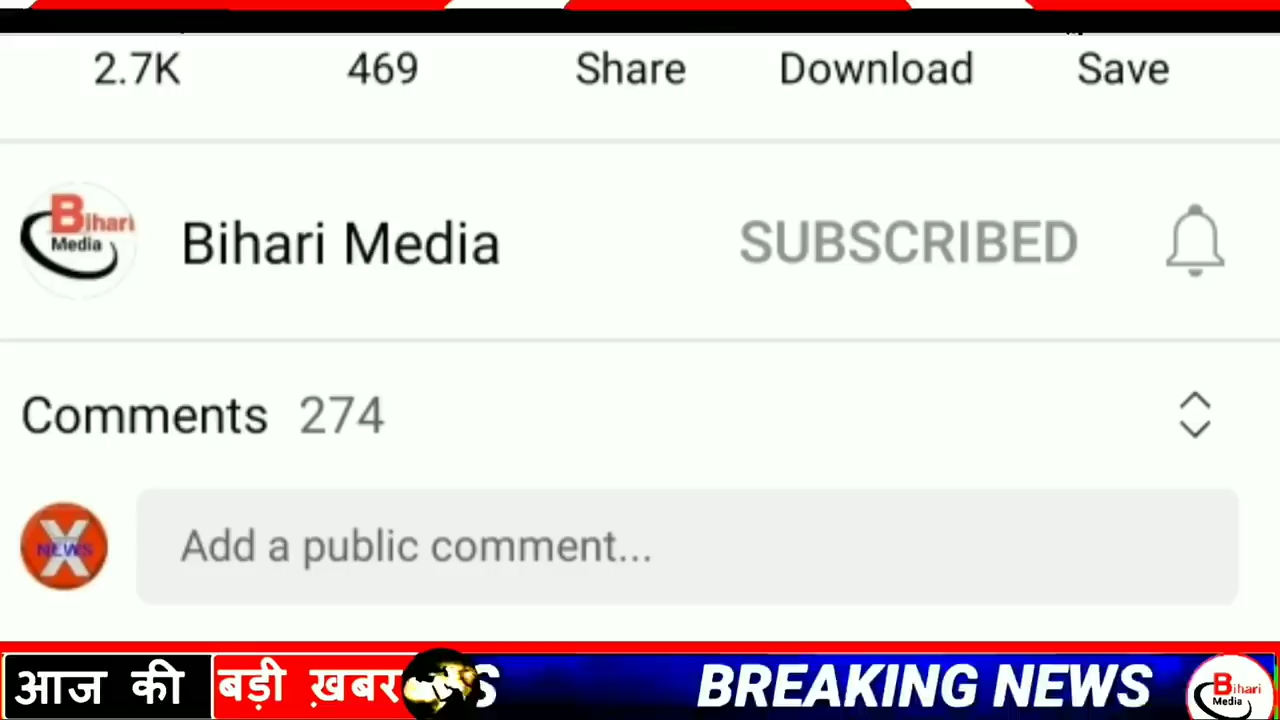 2.7K 469 Share Download Save
Bihari Media
Bihari Media SUBSCRIBED
Comments 274
X NEWS
Add a public comment...
आज की बड़ी ख़बर S BREAKING NEWS
Bihari Media